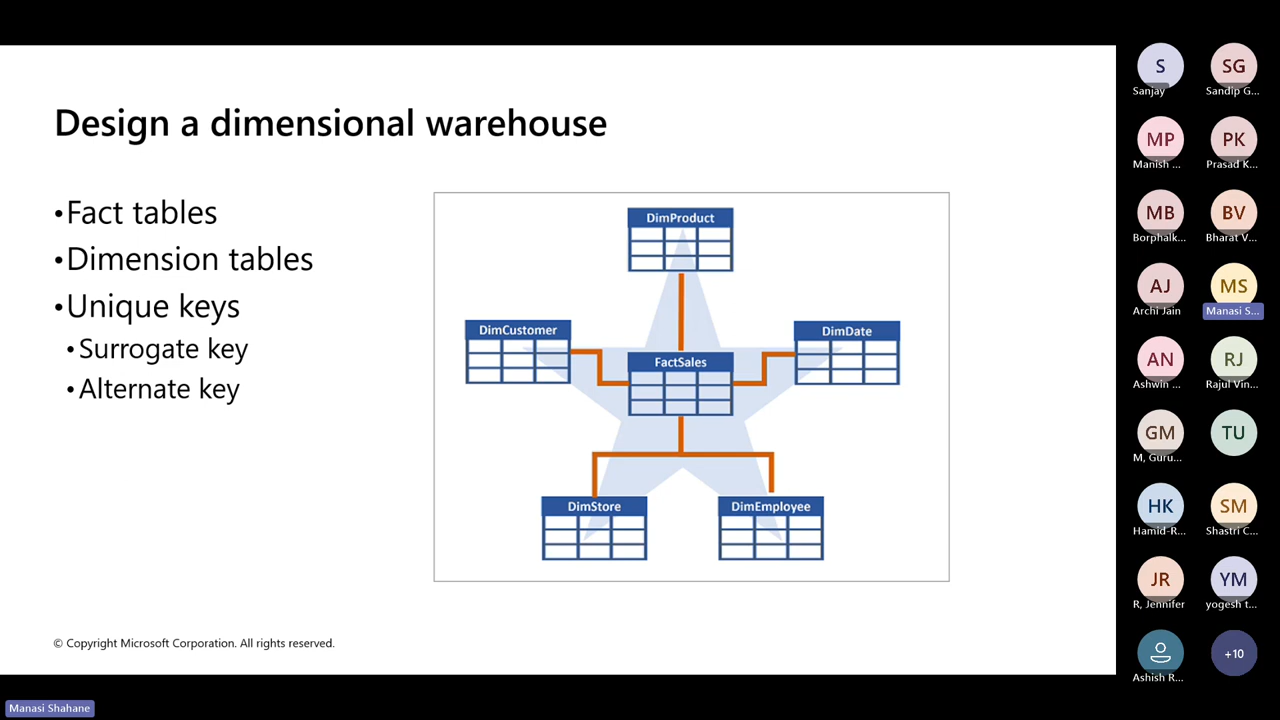 Design a dimensional warehouse
•Fact tables
•Dimension tables
•Unique keys
•Surrogate key
•Alternate key
DimProduct
DimCustomer
DimDate
FactSales
DimStore
DimEmployee
© Copyright Microsoft Corporation. All rights reserved.
S
Sanjay
SG
Sandip G...
MP
Manish ...
PK
Prasad K...
MB
Borphalk...
BV
Bharat V...
AJ
Archi Jain
MS
Manasi S...
AN
Ashwin ...
RJ
Rajul Vin...
GM
M, Guru...
TU
HK
Hamid-R...
SM
Shastri C...
JR
R, Jennifer
YM
yogesh t...
Ashish R...
+10
Manasi Shahane